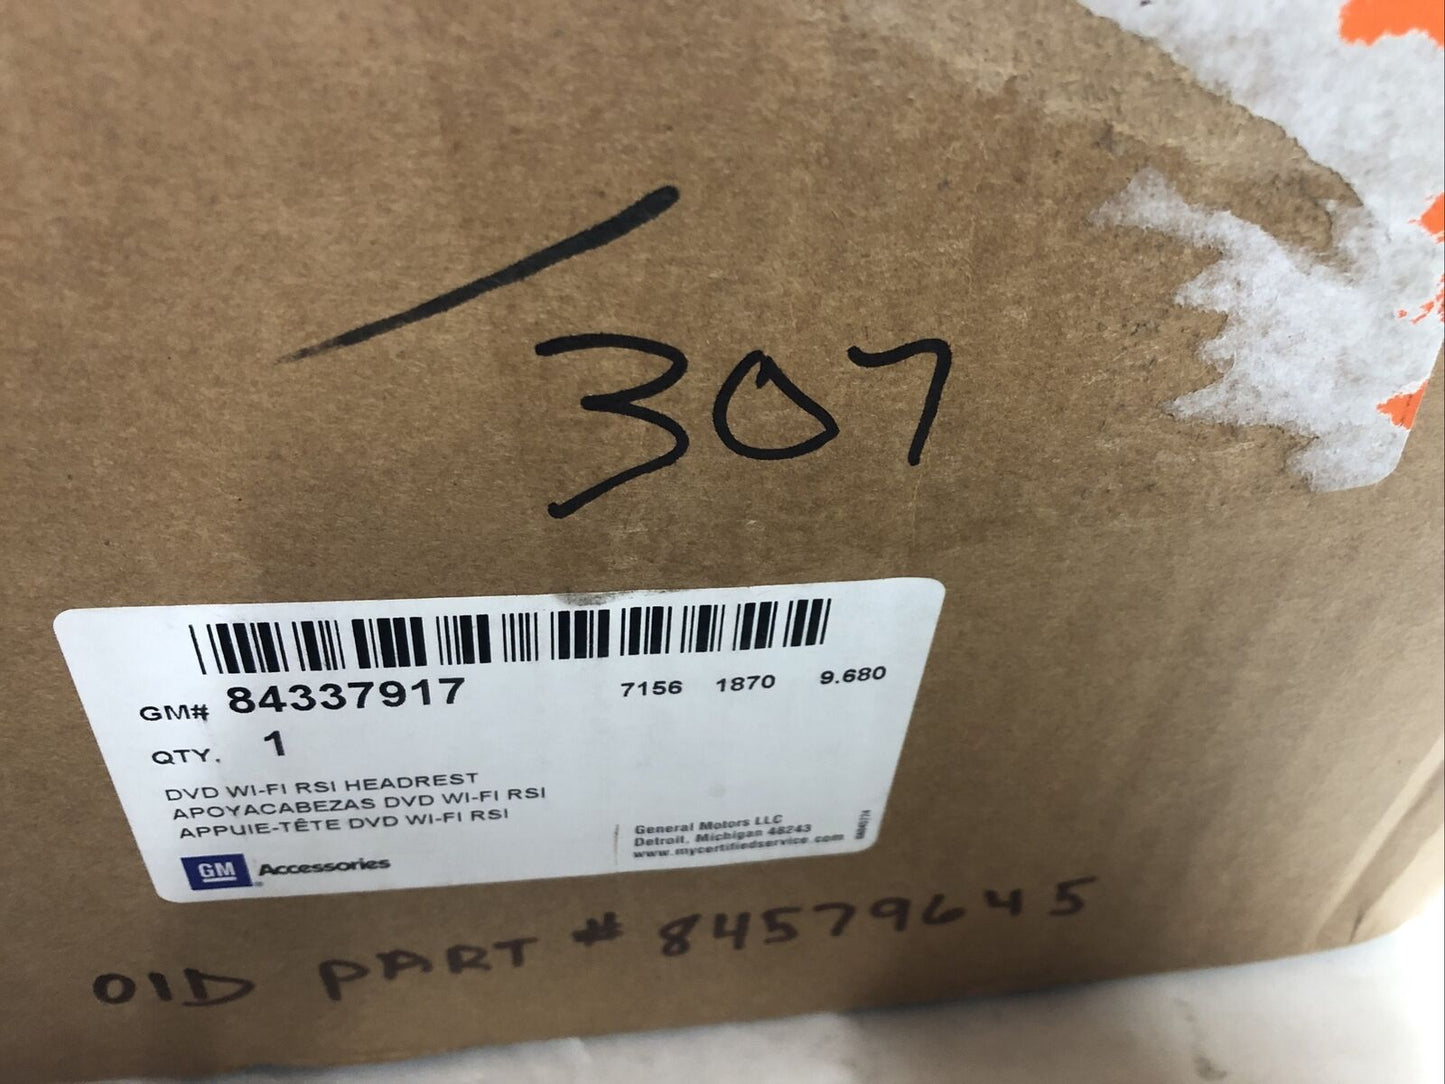 307
GM# 84337917 7156 1870 9.680
QTY. 1
DVD WI-FI RSI HEADREST
APOYACABEZAS DVD WI-FI RSI
APPUIE-TÊTE DVD WI-FI RSI
GM Accessories
General Motors LLC
Detroit, Michigan 48243
www.mycertifiedservice.com
OlD PART # 84579645